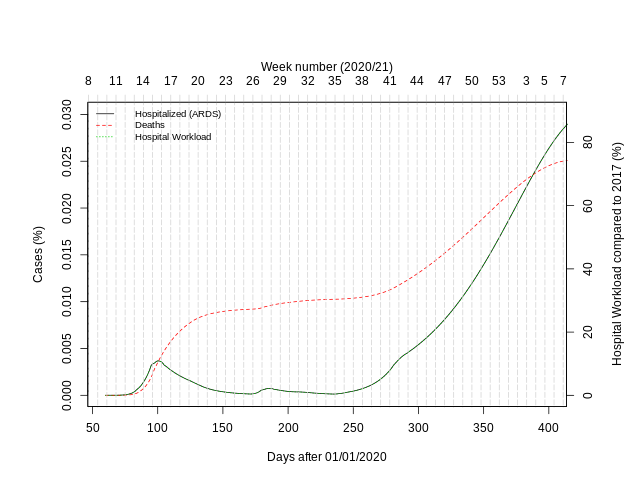 Week number (2020/21)
8 11 14 17 20 23 26 29 32 35 38 41 44 47 50 53 3 5 7
Hospitalized (ARDS)
Deaths
Hospital Workload
Cases (%)
0.030
0.025
0.020
0.015
0.010
0.005
0.000
Hospital Workload compared to 2017 (%)
80
60
40
20
0
50 100 150 200 250 300 350 400
Days after 01/01/2020